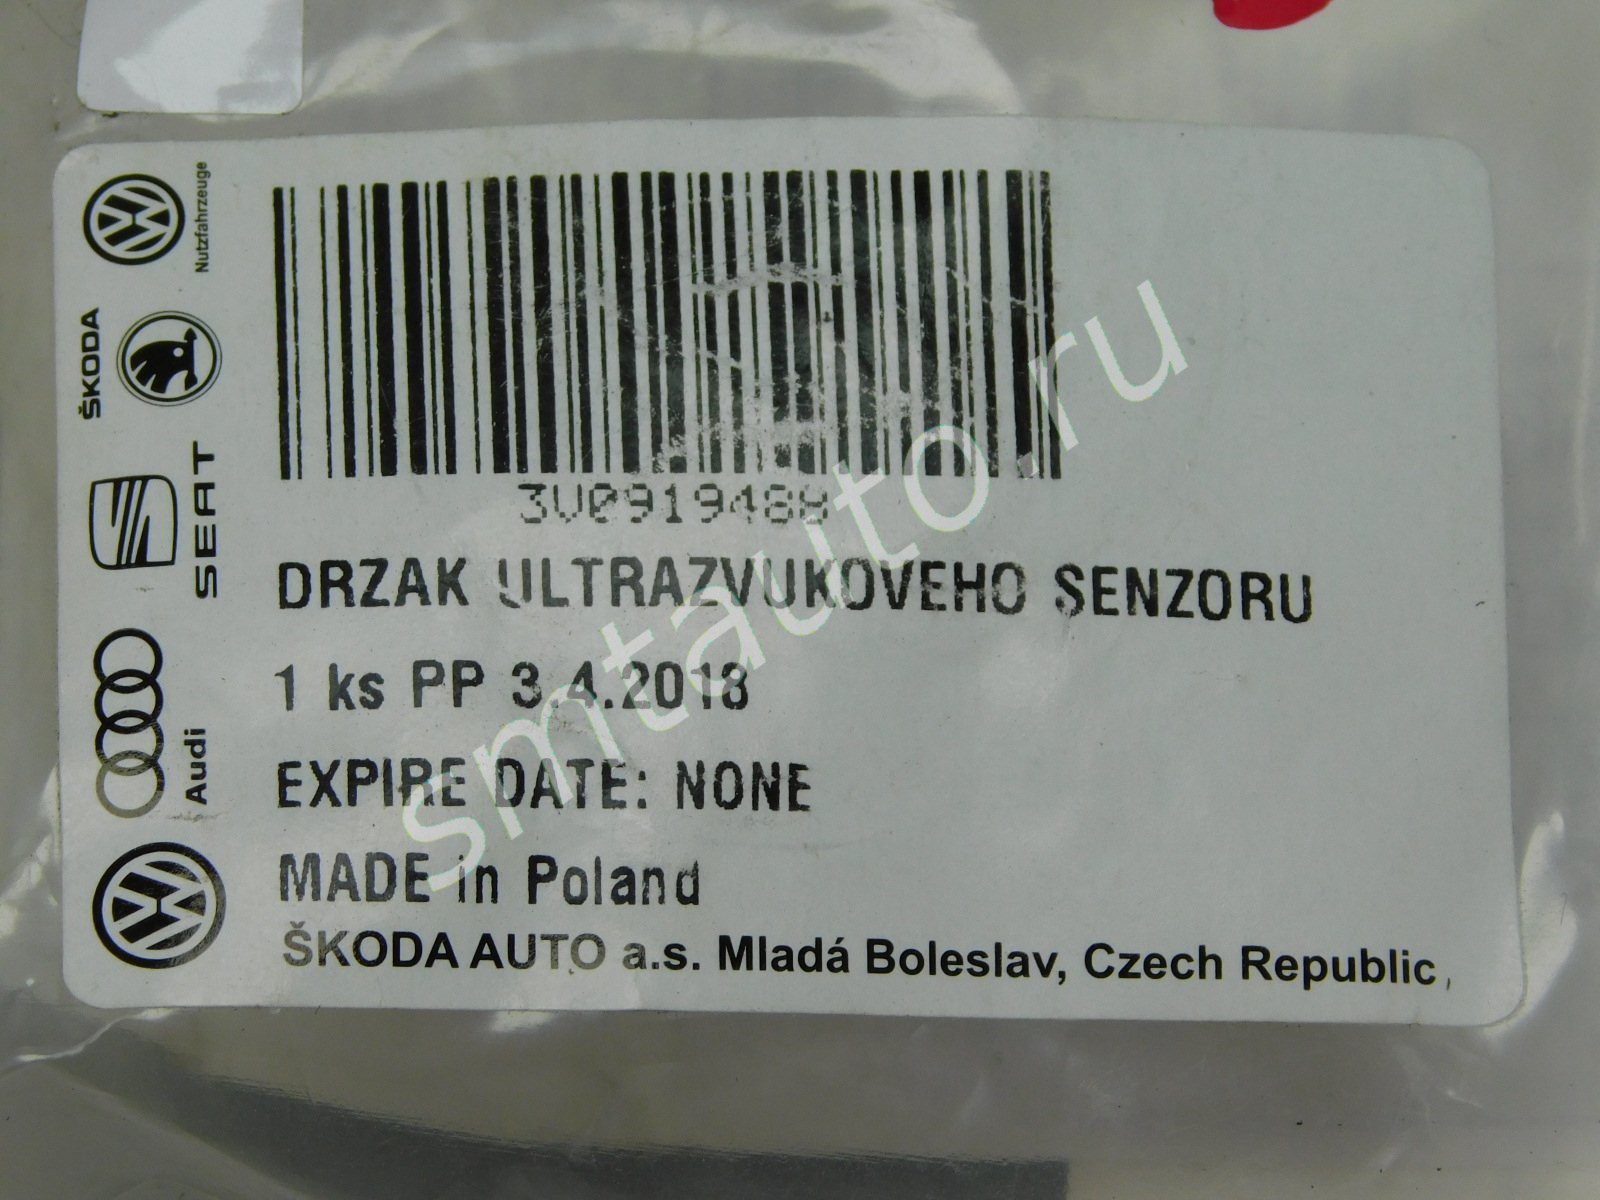 Nutzfahrzeuge
ŠKODA
SEAT
Audi
3V0919488
DRZAK ULTRAZVUKOVEHO SENZORU
1 ks PP 3.4.2018
EXPIRE DATE: NONE
MADE in Poland
ŠKODA AUTO a.s. Mladá Boleslav, Czech Republic,
smtauto.ru